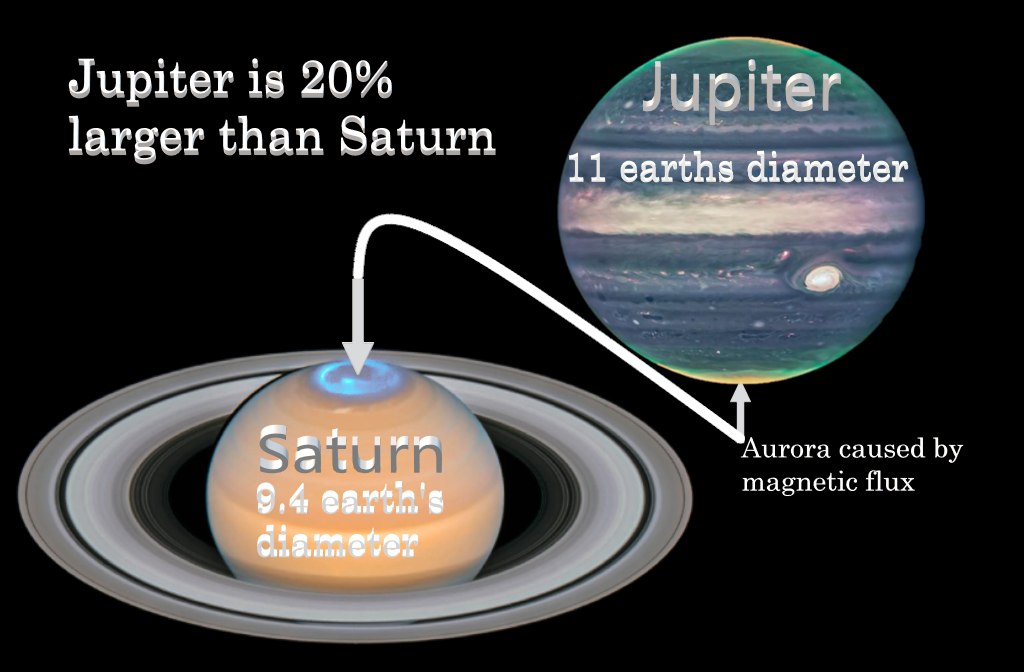 Jupiter is 20%
larger than Saturn
Jupiter
11 earths diameter
Saturn
9.4 earth's
diameter
Aurora caused by
magnetic flux